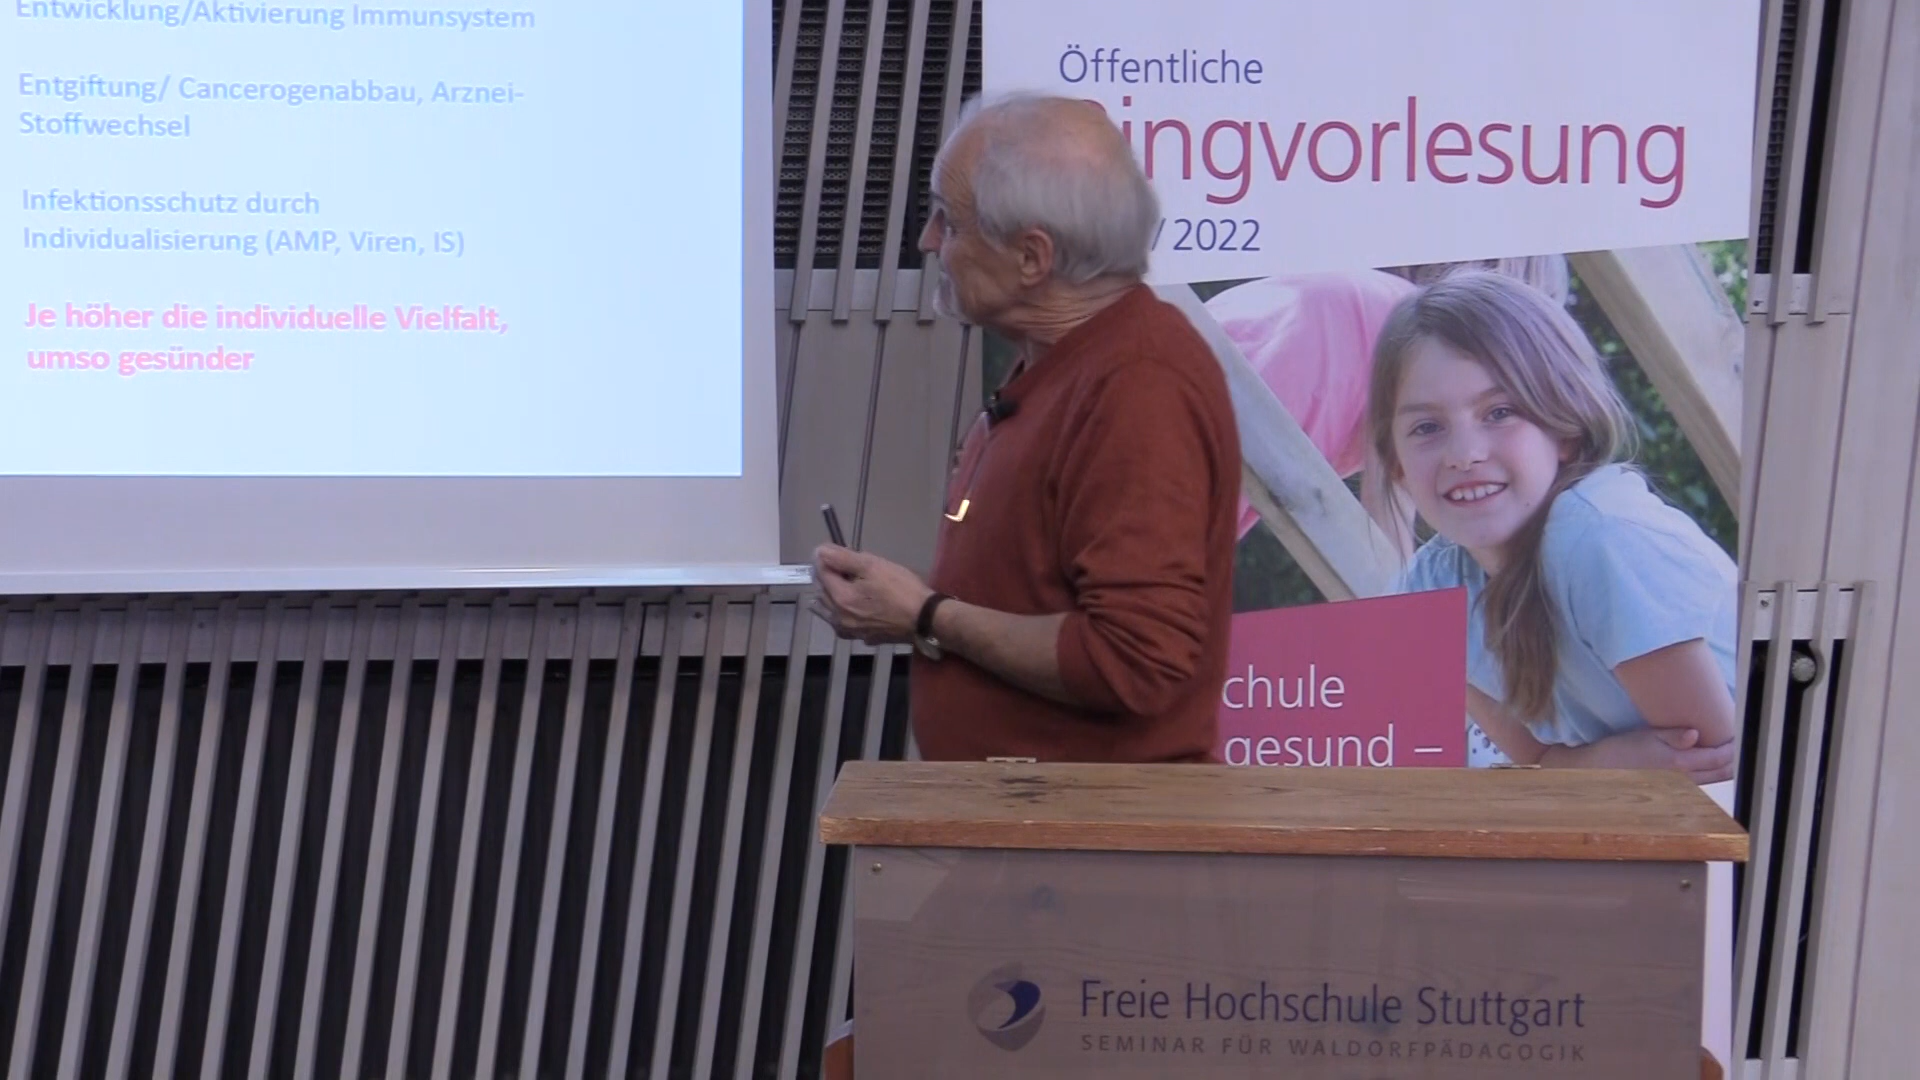 Entwicklung/Aktivierung Immunsystem
Entgiftung/ Cancerogenabbau, Arznei-
Stoffwechsel
Infektionsschutz durch
Individualisierung (AMP, Viren, IS)
Je höher die individuelle Vielfalt,
umso gesünder
Öffentliche
ingvorlesung
/ 2022
chule
gesund –
Freie Hochschule Stuttgart
SEMINAR FÜR WALDORFPÄDAGOGIK